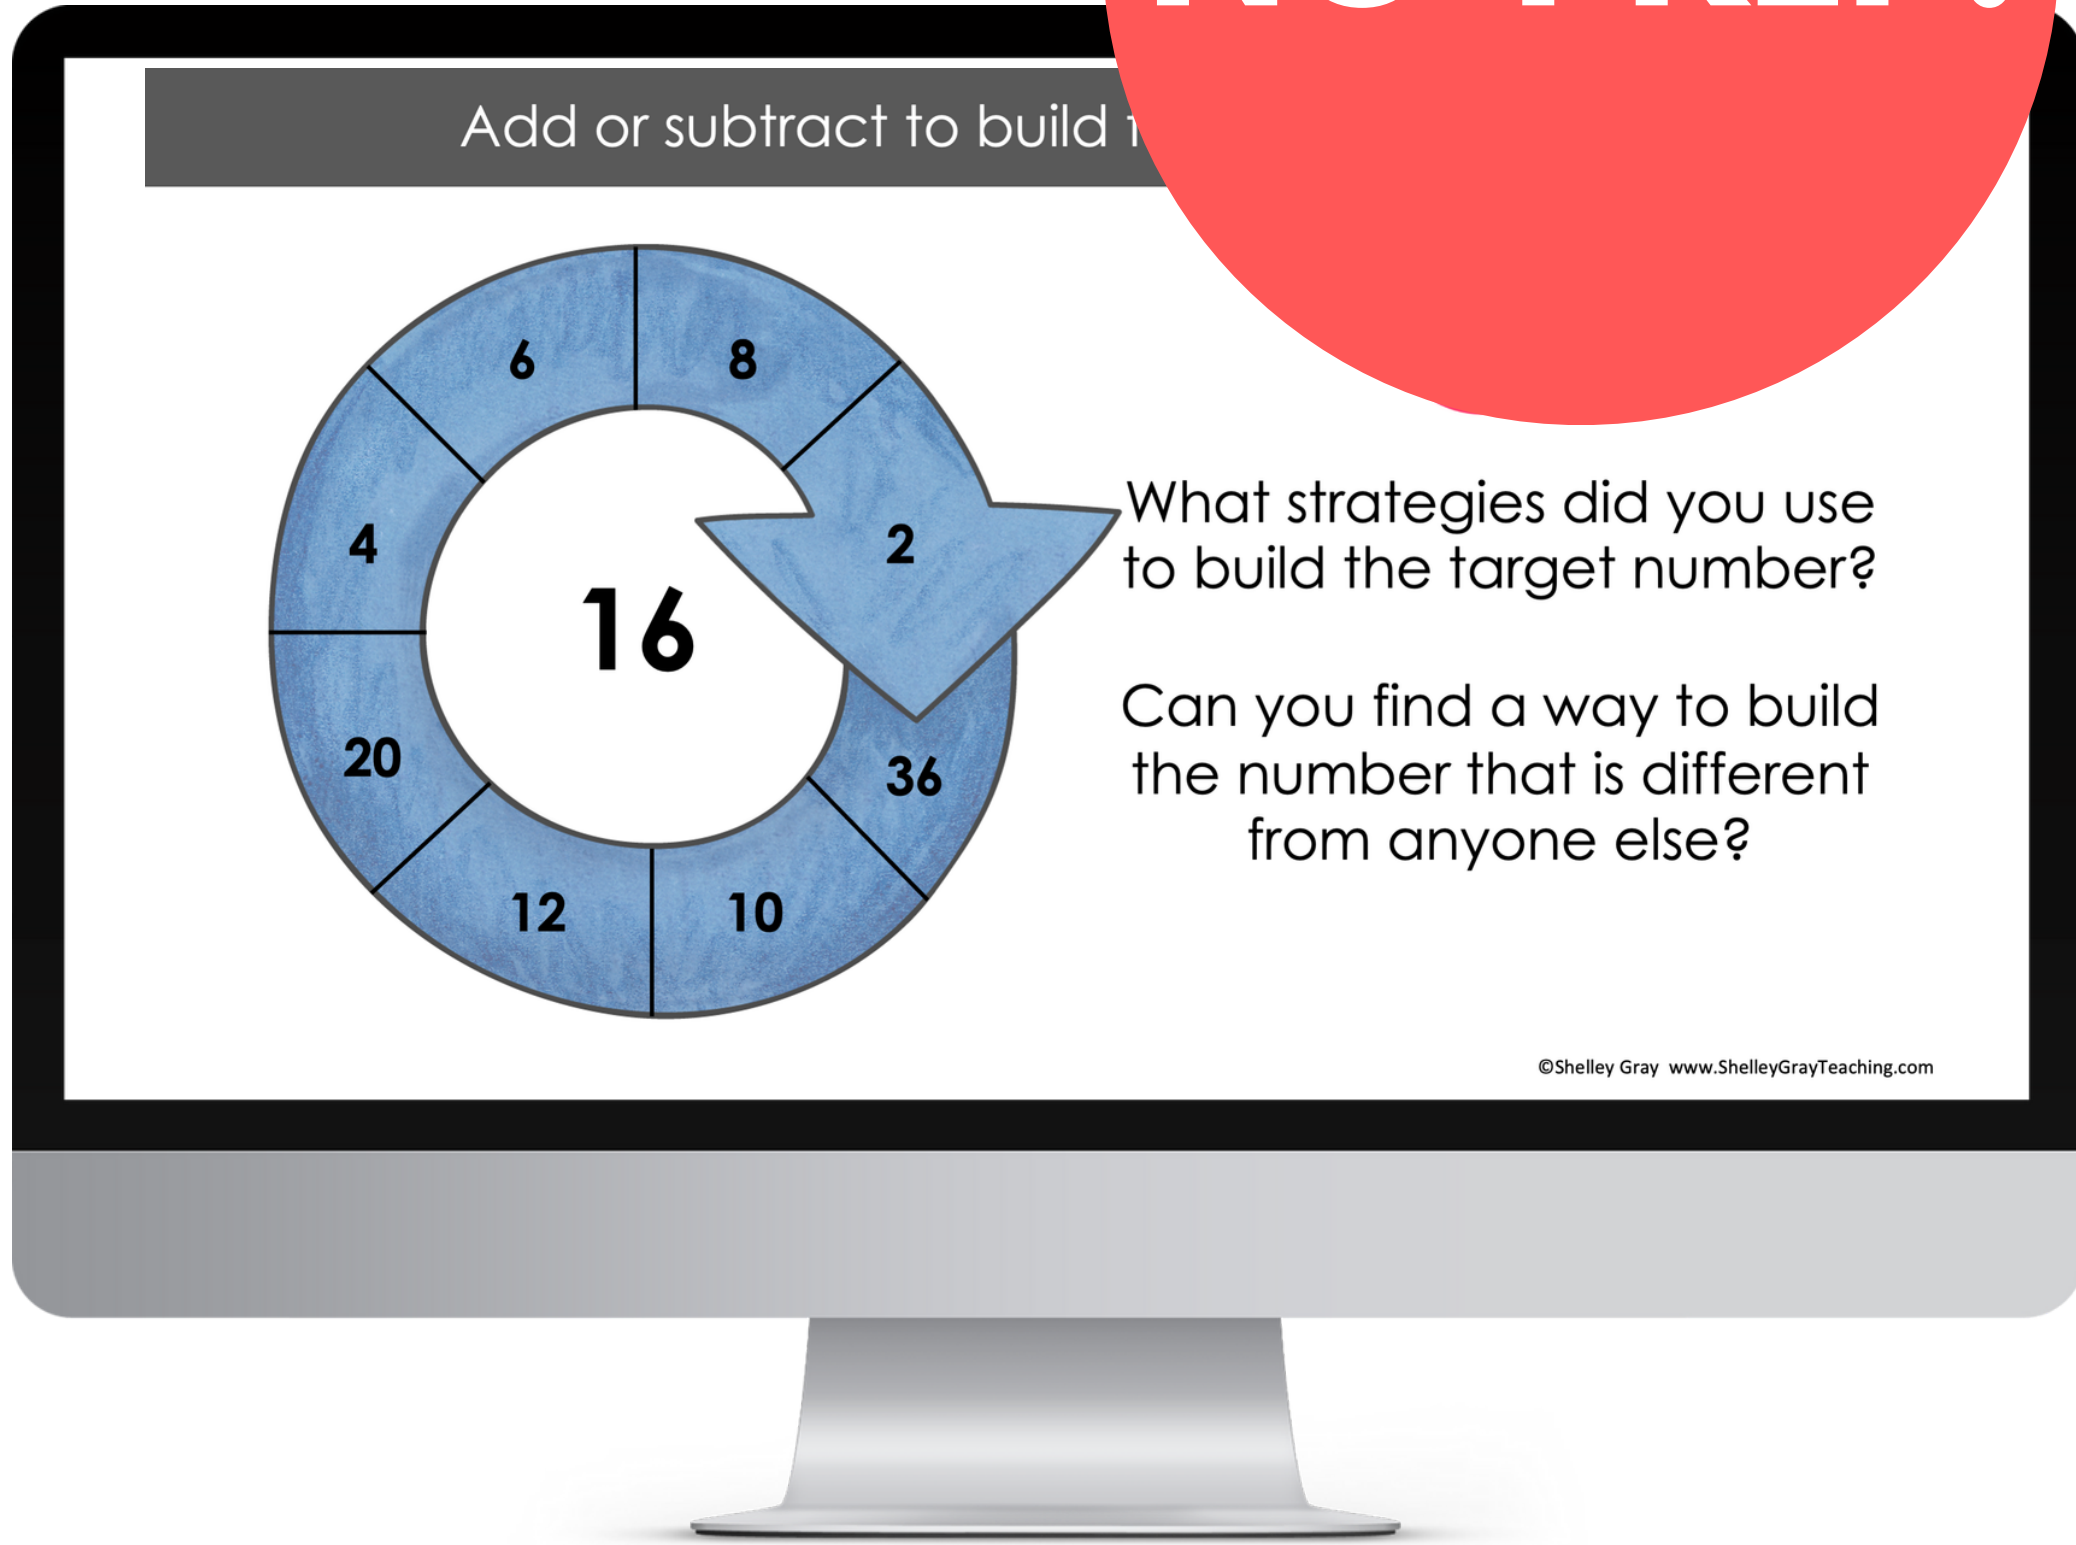 Add or subtract to build
6
8
4
2
16
20
36
12
10
What strategies did you use
to build the target number?
Can you find a way to build
the number that is different
from anyone else?
©Shelley Gray www.ShelleyGrayTeaching.com